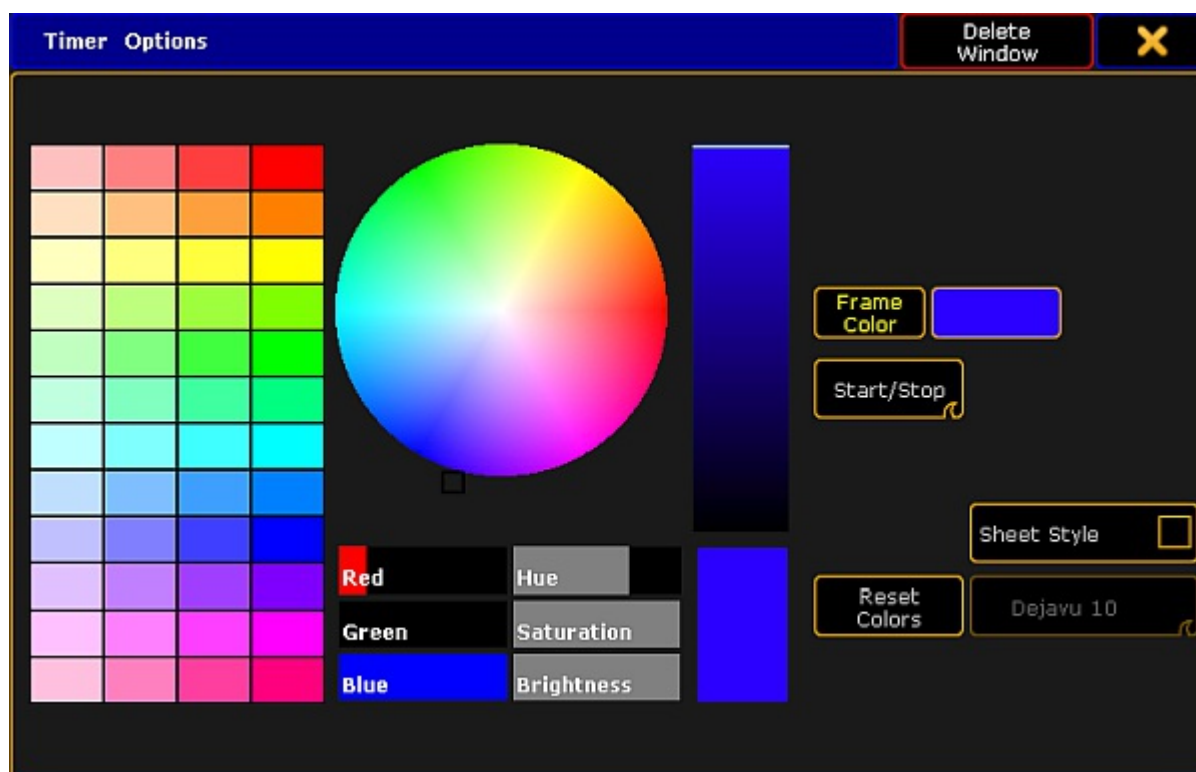 Timer Options
Delete
Window
Frame
Color
Start/Stop
Sheet Style
Red
Hue
Reset
Colors
Dejavu 10
Green
Saturation
Blue
Brightness